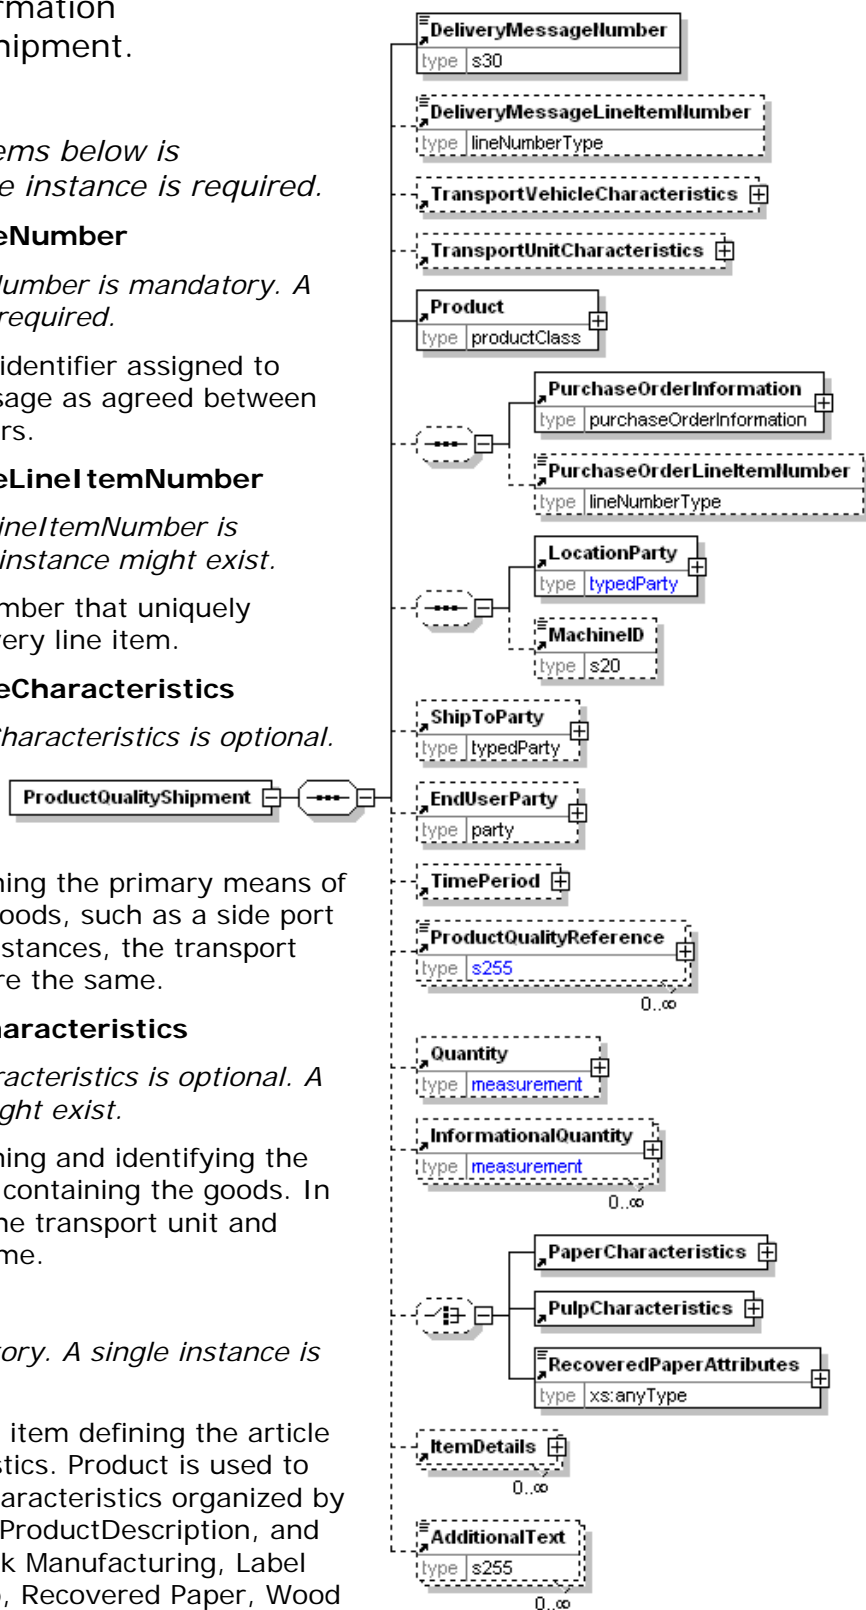 rmation
hipment.
ems below is
e instance is required.
eNumber
Number is mandatory. A
required.
identifier assigned to
sage as agreed between
rs.
eLineItemNumber
LineItemNumber is
instance might exist.
mber that uniquely
very line item.
eCharacteristics
Characteristics is optional.
ning the primary means of
oods, such as a side port
stances, the transport
re the same.
haracteristics
racteristics is optional. A
ght exist.
ning and identifying the
containing the goods. In
he transport unit and
me.
tory. A single instance is
item defining the article
stics. Product is used to
haracteristics organized by
ProductDescription, and
k Manufacturing, Label
, Recovered Paper, Wood
ProductQualityShipment
DeliveryMessageNumber
type s30
DeliveryMessageLineItemNumber
type lineNumberType
TransportVehicleCharacteristics
TransportUnitCharacteristics
Product
type productClass
PurchaseOrderInformation
type purchaseOrderInformation
PurchaseOrderLineItemNumber
type lineNumberType
LocationParty
type typedParty
MachineID
type s20
ShipToParty
type typedParty
EndUserParty
type party
TimePeriod
ProductQualityReference
type s255
0..∞
Quantity
type measurement
InformationalQuantity
type measurement
0..∞
PaperCharacteristics
PulpCharacteristics
RecoveredPaperAttributes
type xs:anyType
ItemDetails
0..∞
AdditionalText
type s255
0..∞